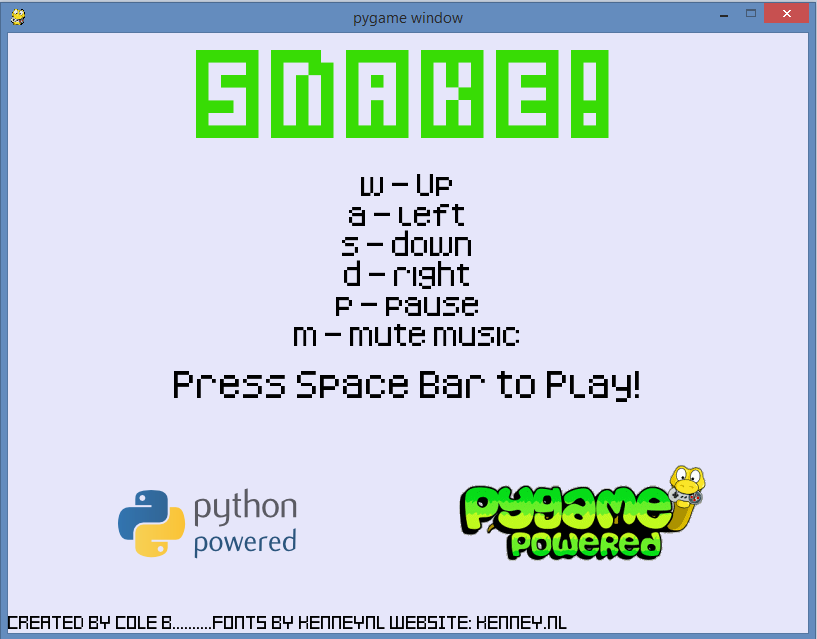 pygame window
SNAKE!
w - Up
a - Left
s - down
d - right
p - pause
m - mute music
Press Space Bar to Play!
python
powered
pygame
POWERED
CREATED BY COLE B..........FONTS BY KENNEYNL WEBSITE: KENNEY.NL